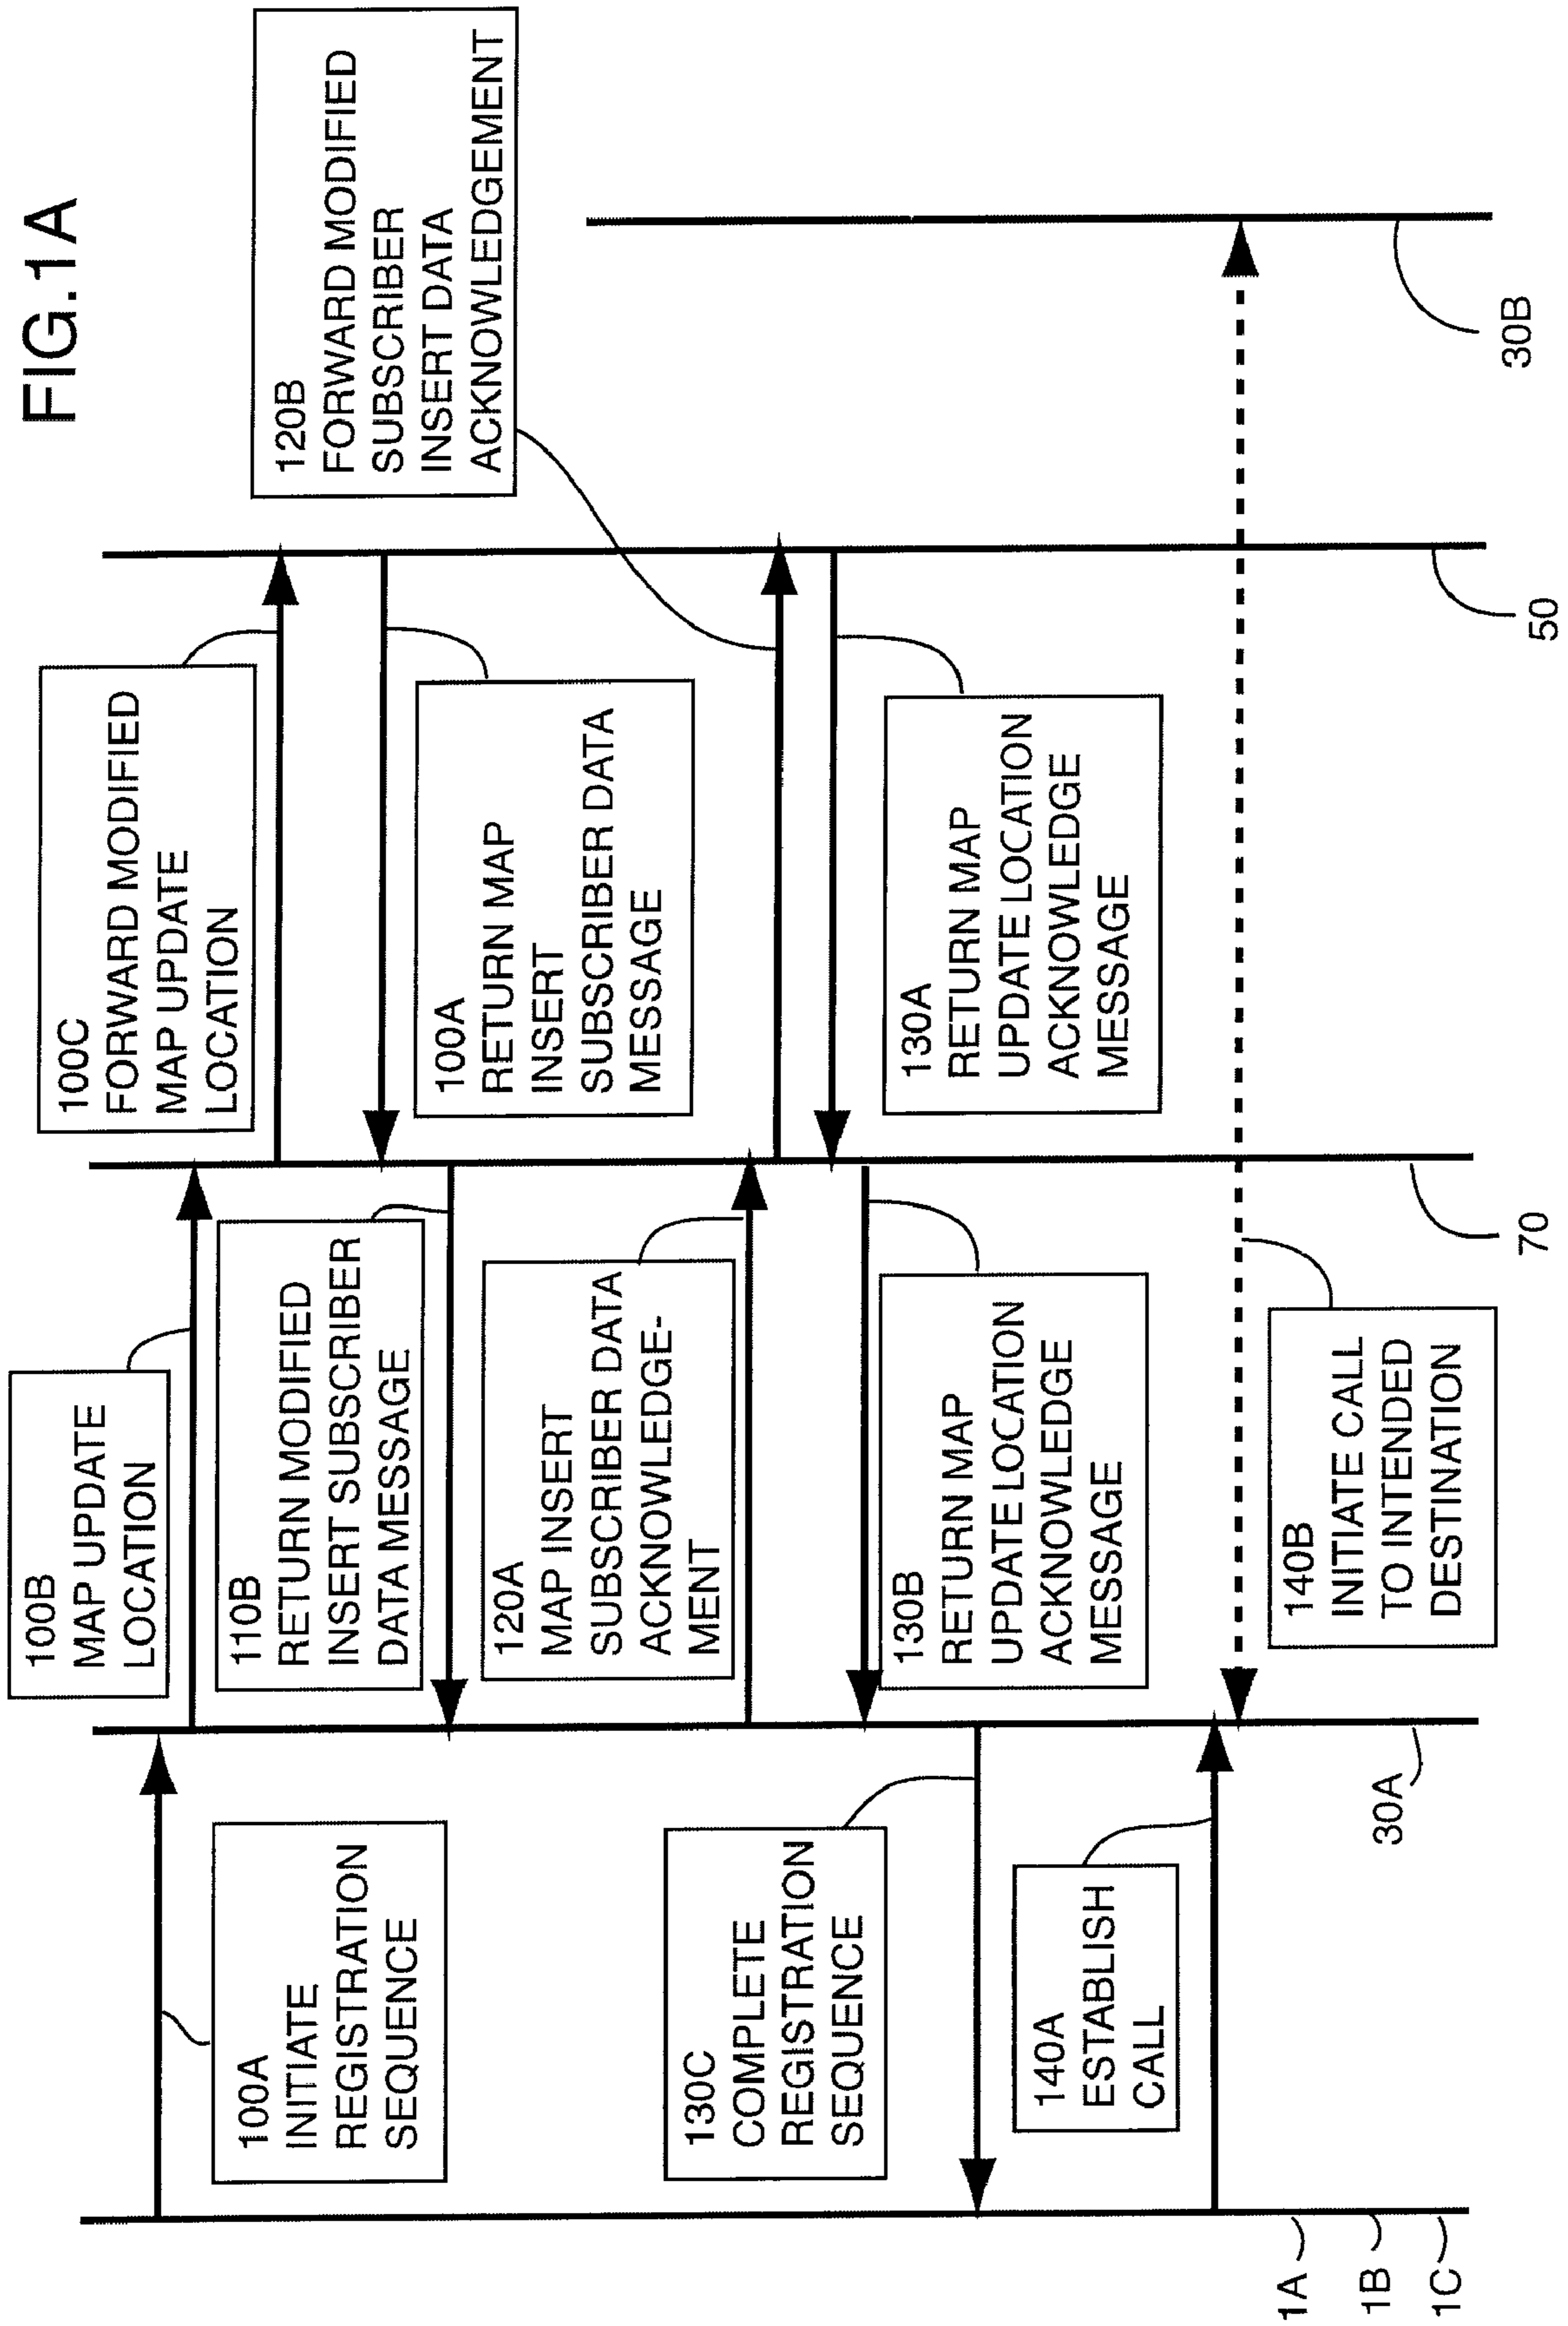 FIG.1A
100A
INITIATE
REGISTRATION
SEQUENCE
100B
MAP UPDATE
LOCATION
100C
FORWARD MODIFIED
MAP UPDATE
LOCATION
120B
FORWARD MODIFIED
SUBSCRIBER
INSERT DATA
ACKNOWLEDGEMENT
110B
RETURN MODIFIED
INSERT SUBSCRIBER
DATA MESSAGE
100A
RETURN MAP
INSERT
SUBSCRIBER DATA
MESSAGE
120A
MAP INSERT
SUBSCRIBER DATA
ACKNOWLEDGE-
MENT
130C
COMPLETE
REGISTRATION
SEQUENCE
130B
RETURN MAP
UPDATE LOCATION
ACKNOWLEDGE
MESSAGE
130A
RETURN MAP
UPDATE LOCATION
ACKNOWLEDGE
MESSAGE
140A
ESTABLISH
CALL
140B
INITIATE CALL
TO INTENDED
DESTINATION
1A
1B
1C
30A
70
50
30B